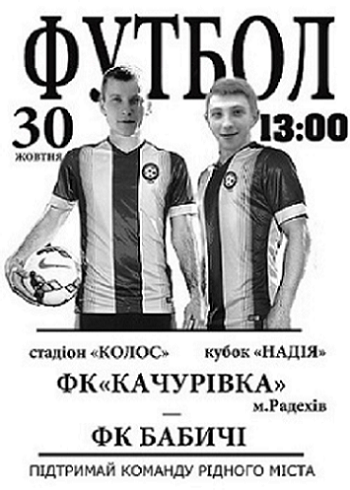 ФУТБОЛ
30
ЖОВТНЯ
13:00
стадіон «КОЛОС» кубок «НАДІЯ»
ФК«КАЧУРІВКА»
м.Радехів
—
ФК БАБИЧІ
ПІДТРИМАЙ КОМАНДУ РІДНОГО МІСТА